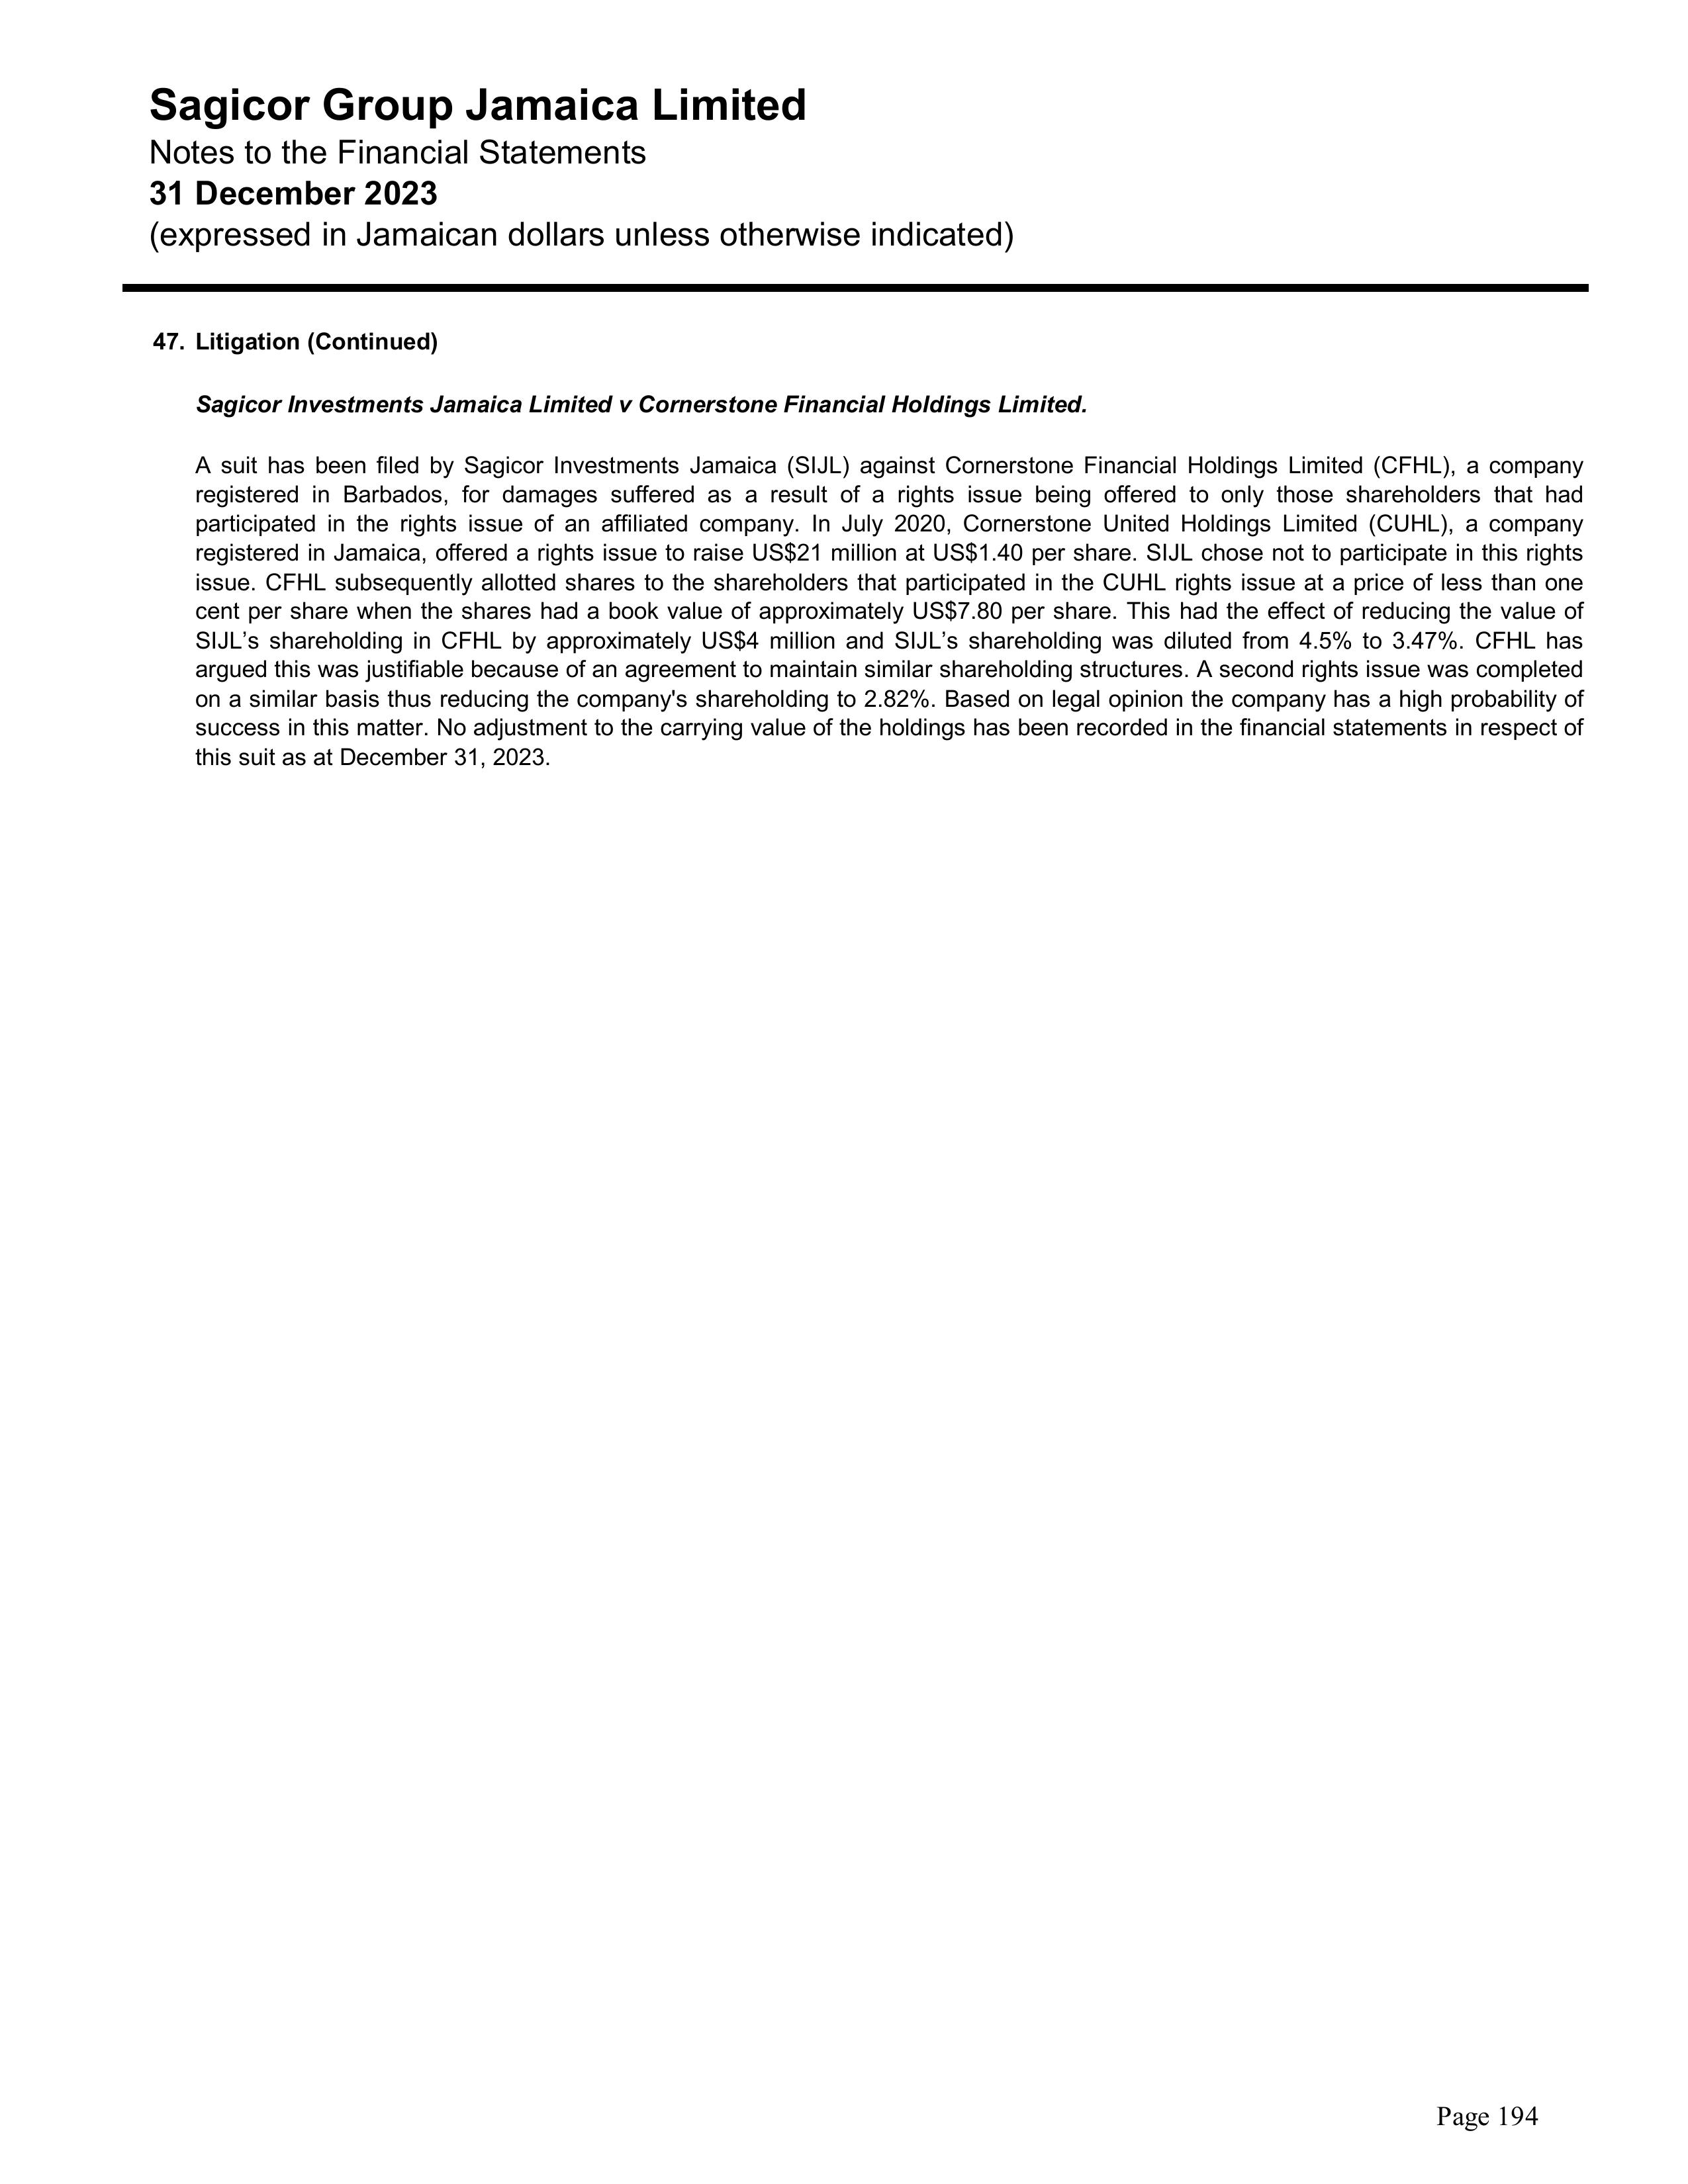 Sagicor Group Jamaica Limited
Notes to the Financial Statements
31 December 2023
(expressed in Jamaican dollars unless otherwise indicated)
47. Litigation (Continued)
Sagicor Investments Jamaica Limited v Cornerstone Financial Holdings Limited.
A suit has been filed by Sagicor Investments Jamaica (SIJL) against Cornerstone Financial Holdings Limited (CFHL), a company
registered in Barbados, for damages suffered as a result of a rights issue being offered to only those shareholders that had
participated in the rights issue of an affiliated company. In July 2020, Cornerstone United Holdings Limited (CUHL), a company
registered in Jamaica, offered a rights issue to raise US$21 million at US$1.40 per share. SIJL chose not to participate in this rights
issue. CFHL subsequently allotted shares to the shareholders that participated in the CUHL rights issue at a price of less than one
cent per share when the shares had a book value of approximately US$7.80 per share. This had the effect of reducing the value of
SIJL’s shareholding in CFHL by approximately US$4 million and SIJL’s shareholding was diluted from 4.5% to 3.47%. CFHL has
argued this was justifiable because of an agreement to maintain similar shareholding structures. A second rights issue was completed
on a similar basis thus reducing the company's shareholding to 2.82%. Based on legal opinion the company has a high probability of
success in this matter. No adjustment to the carrying value of the holdings has been recorded in the financial statements in respect of
this suit as at December 31, 2023.
Page 194